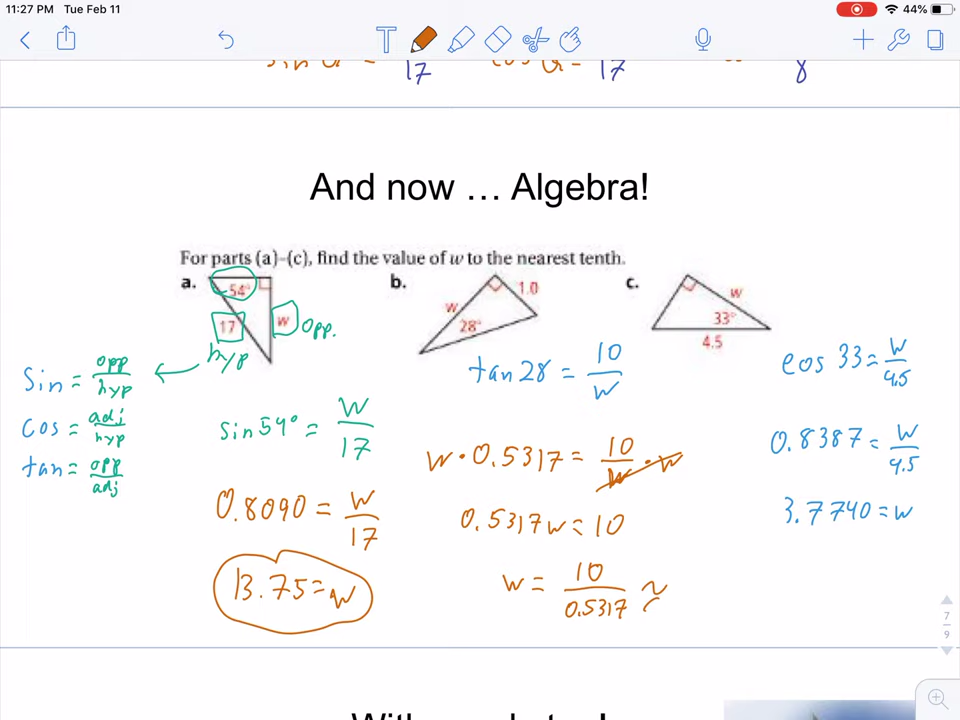 11:27 PM Tue Feb 11
44%
17
17
8
And now … Algebra!
For parts (a)–(c), find the value of w to the nearest tenth.
a.
54°
17
w
opp.
hyp
b.
w
1.0
28°
c.
w
33°
4.5
Sin = opp/hyp
cos = adj/hyp
tan = opp/adj
sin 54° = w/17
0.8090 = w/17
13.75 = w
tan 28 = 10/w
w · 0.5317 = 10/w · w
0.5317w = 10
w = 10/0.5317 ≈
cos 33 = w/4.5
0.8387 = w/4.5
3.7740 = w
7
9